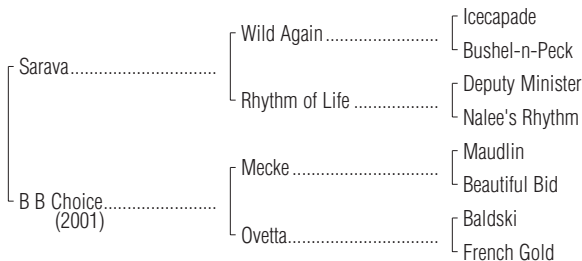 Icecapade
Wild Again
Bushel-n-Peck
Sarava
Deputy Minister
Rhythm of Life
Nalee's Rhythm
Maudlin
Mecke
Beautiful Bid
B B Choice
(2001)
Baldski
Ovetta
French Gold